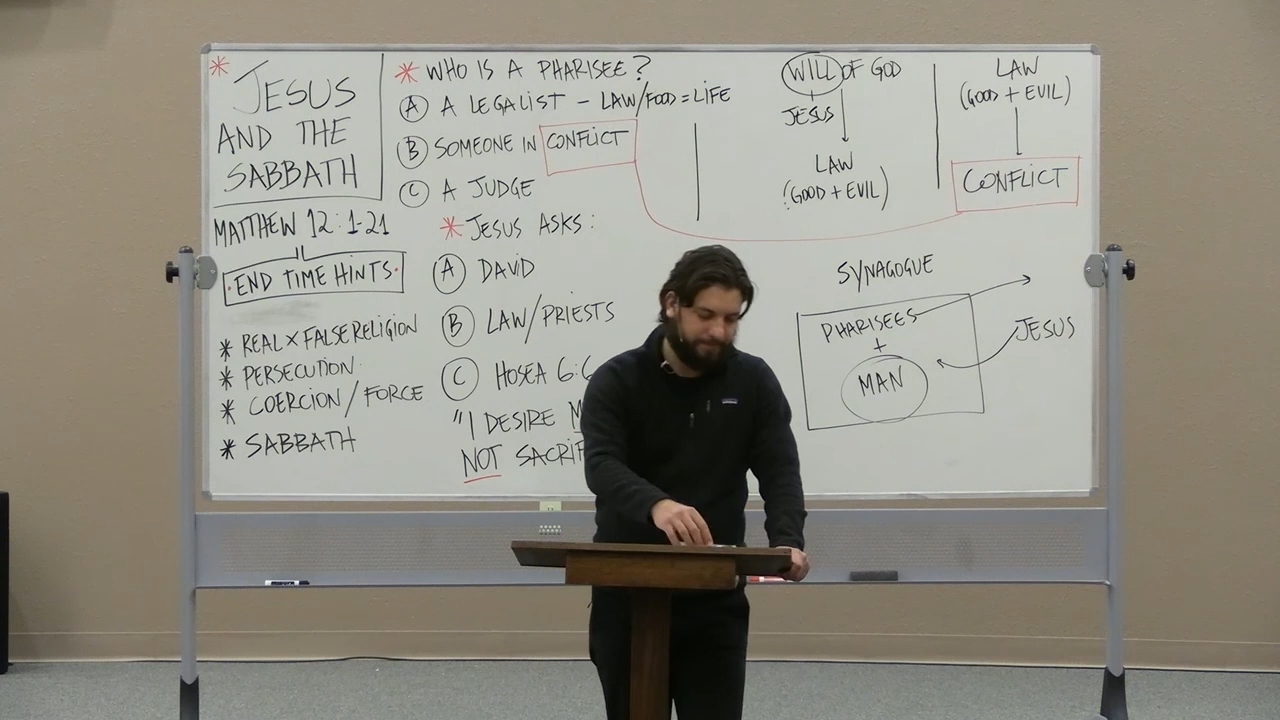 * JESUS
AND THE
SABBATH
MATTHEW 12:1-21
END TIME HINTS
* REAL X FALSE RELIGION
* PERSECUTION
* COERCION/FORCE
* SABBATH
* WHO IS A PHARISEE?
A A LEGALIST - LAW/FOOD = LIFE
B SOMEONE IN CONFLICT
C A JUDGE
* JESUS ASKS:
A DAVID
B LAW/PRIESTS
C HOSEA 6:6
"I DESIRE M
NOT SACRIF
WILL OF GOD
JESUS
LAW
(GOOD + EVIL)
LAW
(GOOD + EVIL)
CONFLICT
SYNAGOGUE
PHARISEES
+
MAN
JESUS